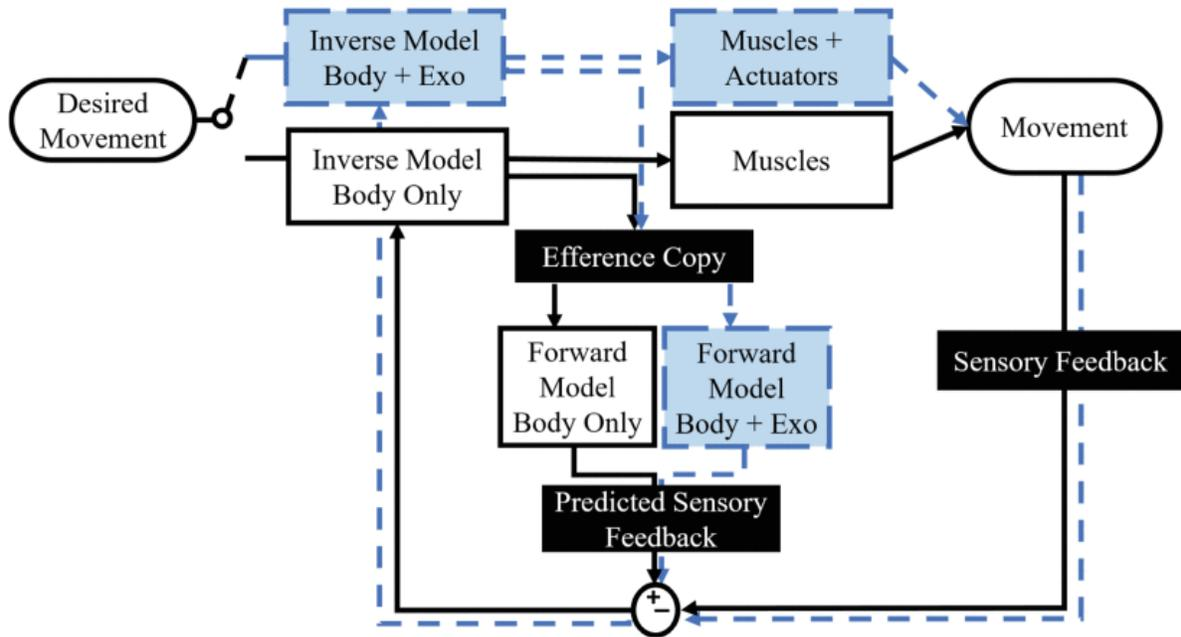 Inverse Model
Body + Exo
Muscles +
Actuators
Desired
Movement
Movement
Inverse Model
Body Only
Muscles
Efference Copy
Forward
Model
Body Only
Forward
Model
Body + Exo
Sensory Feedback
Predicted Sensory
Feedback
+
−